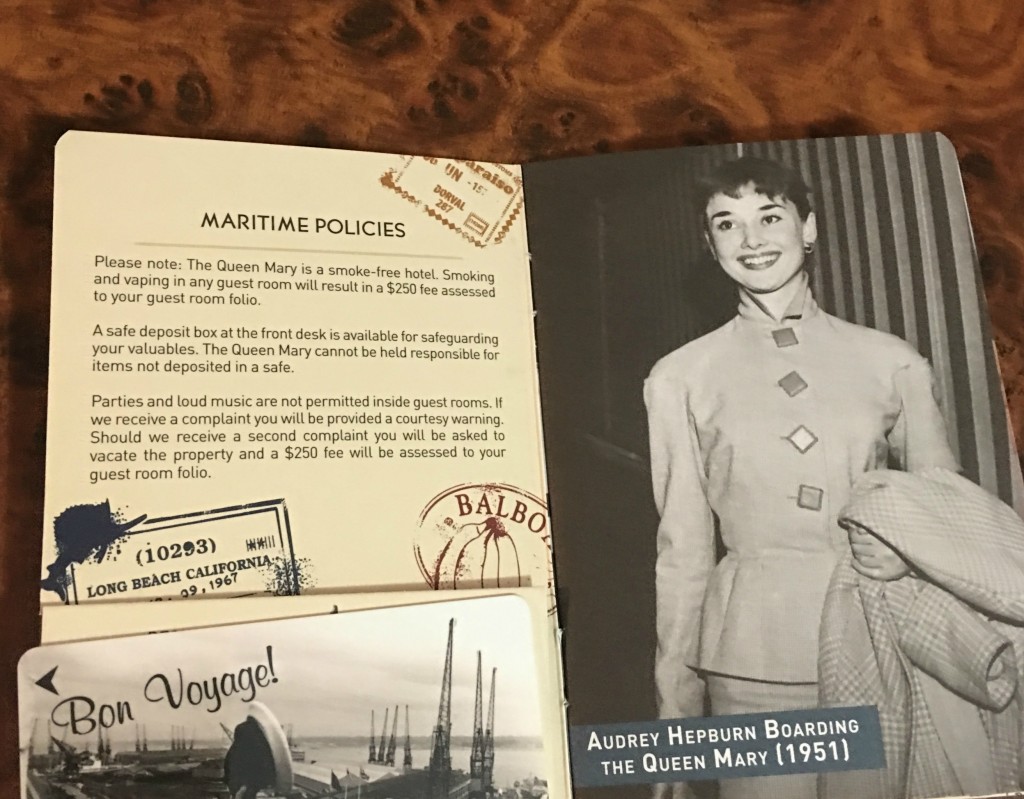 araiso
UN -15
DORVAL
287
MARITIME POLICIES
Please note: The Queen Mary is a smoke-free hotel. Smoking
and vaping in any guest room will result in a $250 fee assessed
to your guest room folio.
A safe deposit box at the front desk is available for safeguarding
your valuables. The Queen Mary cannot be held responsible for
items not deposited in a safe.
Parties and loud music are not permitted inside guest rooms. If
we receive a complaint you will be provided a courtesy warning.
Should we receive a second complaint you will be asked to
vacate the property and a $250 fee will be assessed to your
guest room folio.
(10293)
LONG BEACH CALIFORNIA
09, 1967
BALBO
Bon Voyage!
AUDREY HEPBURN BOARDING
THE QUEEN MARY (1951)